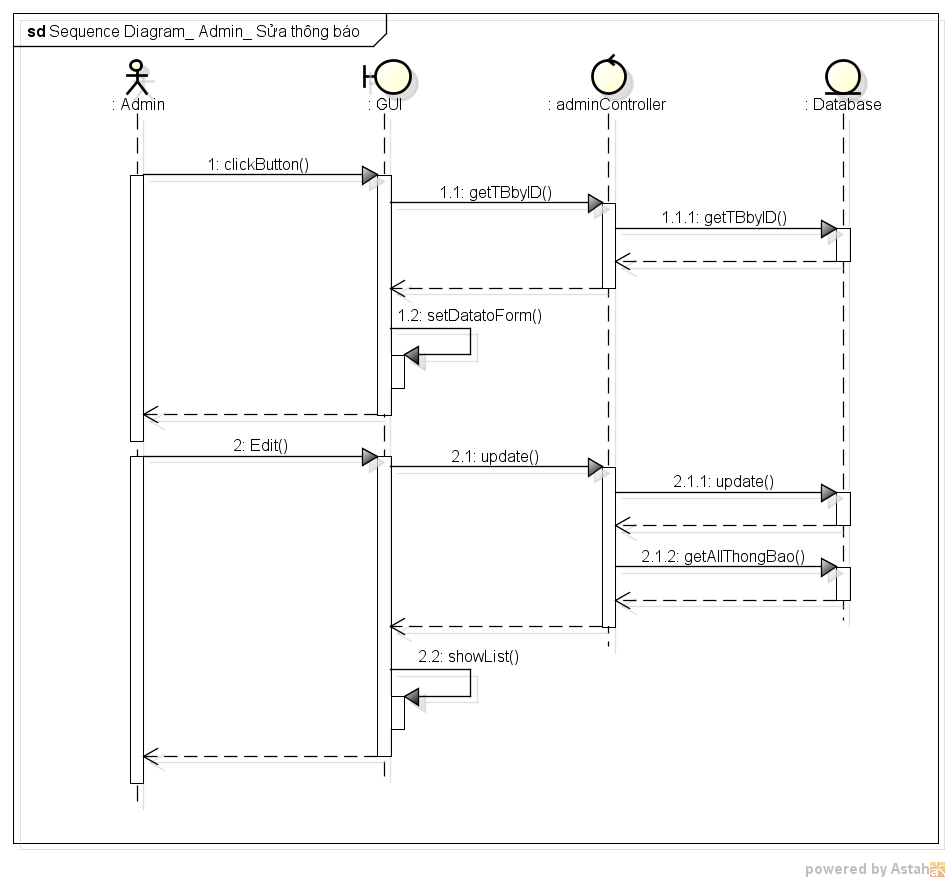 sd Sequence Diagram_ Admin_ Sửa thông báo
: Admin
: GUI
: adminController
: Database
1: clickButton()
1.1: getTBbyID()
1.1.1: getTBbyID()
1.2: setDatatoForm()
2: Edit()
2.1: update()
2.1.1: update()
2.1.2: getAllThongBao()
2.2: showList()
powered by Astah